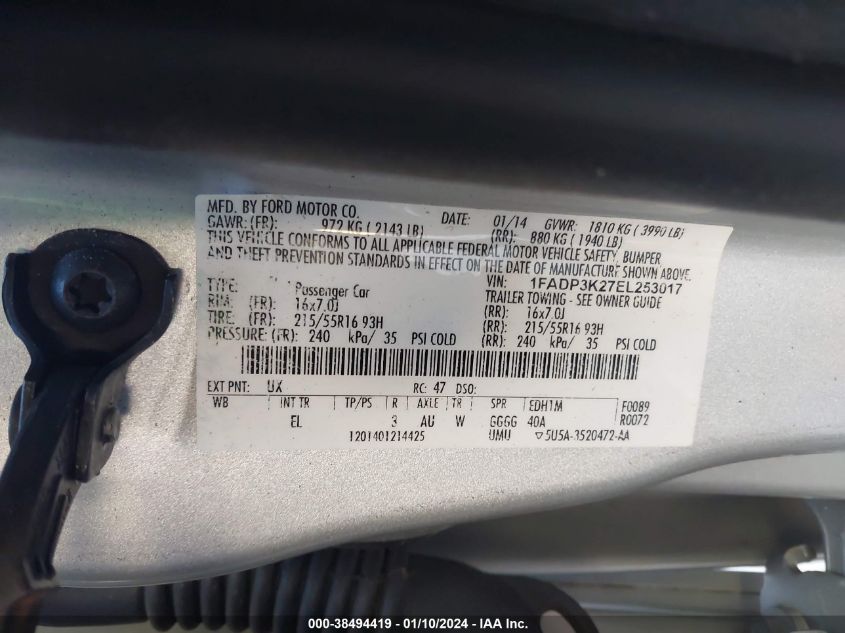 MFD. BY FORD MOTOR CO. DATE: 01/14 GVWR: 1810 KG ( 3990 LB)
GAWR: (FR): 972 KG ( 2143 LB) (RR): 880 KG ( 1940 LB)
THIS VEHICLE CONFORMS TO ALL APPLICABLE FEDERAL MOTOR VEHICLE SAFETY, BUMPER
AND THEFT PREVENTION STANDARDS IN EFFECT ON THE DATE OF MANUFACTURE SHOWN ABOVE.
VIN: 1FADP3K27EL253017
TYPE: Passenger Car TRAILER TOWING - SEE OWNER GUIDE
RIM: (FR): 16x7.0J (RR): 16x7.0J
TIRE: (FR): 215/55R16 93H (RR): 215/55R16 93H
PRESSURE: (FR): 240 kPa/ 35 PSI COLD (RR): 240 kPa/ 35 PSI COLD
EXT PNT: UX RC: 47 DSO:
WB INT TR TP/PS R AXLE TR SPR EDH1M F0089
EL 3 AU W GGGG 40A R0072
1201401214425 UMU ▽5U5A-3520472-AA
000-38494419 - 01/10/2024 - IAA Inc.